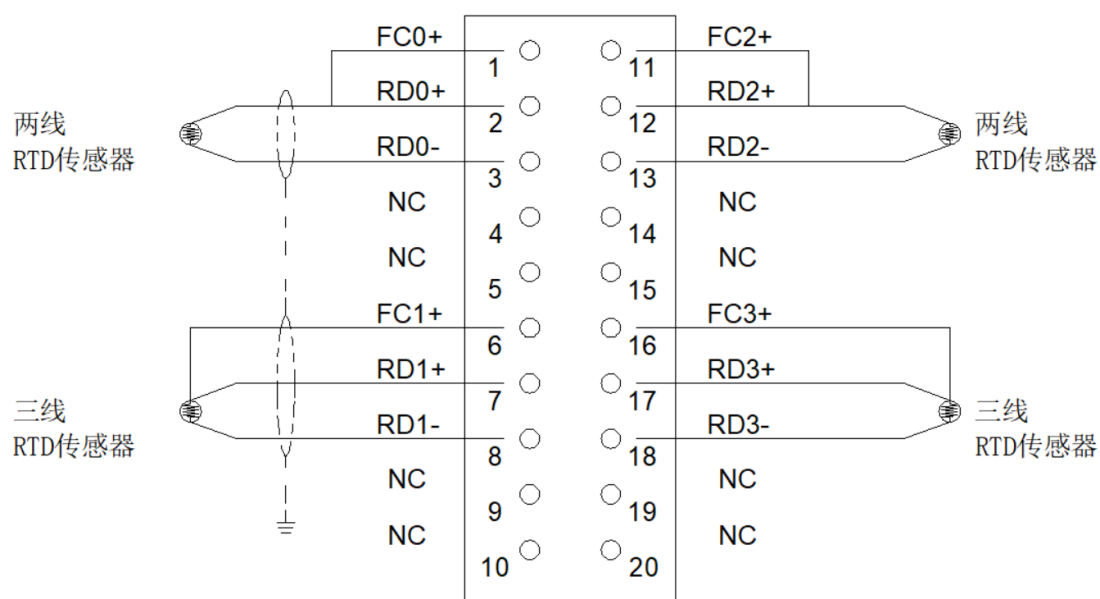 FC0+
1
FC2+
11
RD0+
2
RD2+
12
两线
RTD传感器
两线
RTD传感器
RD0-
3
RD2-
13
NC
4
NC
14
NC
5
NC
15
FC1+
6
FC3+
16
RD1+
7
RD3+
17
三线
RTD传感器
三线
RTD传感器
RD1-
8
RD3-
18
NC
9
NC
19
NC
10
NC
20